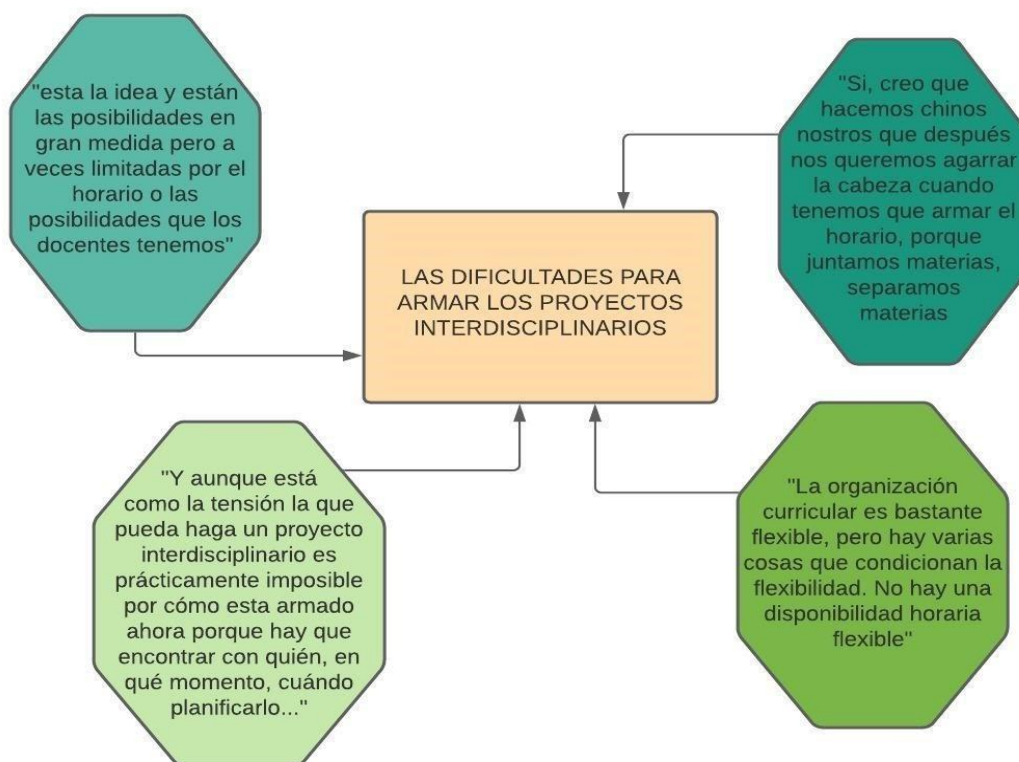 "esta la idea y están
las posibilidades en
gran medida pero a
veces limitadas por el
horario o las
posibilidades que los
docentes tenemos"
"Si, creo que
hacemos chinos
nostros que después
nos queremos agarrar
la cabeza cuando
tenemos que armar el
horario, porque
juntamos materias,
separamos
materias
LAS DIFICULTADES PARA
ARMAR LOS PROYECTOS
INTERDISCIPLINARIOS
"Y aunque está
como la tensión la que
pueda haga un proyecto
interdisciplinario es
prácticamente imposible
por cómo esta armado
ahora porque hay que
encontrar con quién, en
qué momento, cuándo
planificarlo..."
"La organización
curricular es bastante
flexible, pero hay varias
cosas que condicionan la
flexibilidad. No hay una
disponibilidad horaria
flexible"